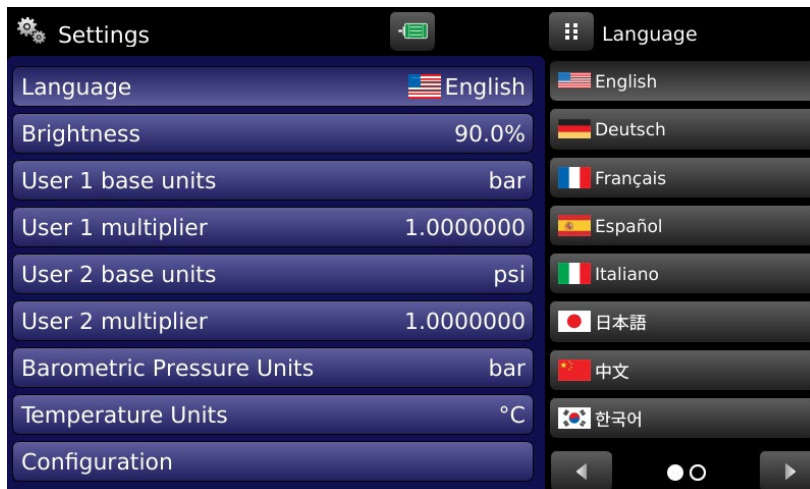 Settings
Language English
Brightness 90.0%
User 1 base units bar
User 1 multiplier 1.0000000
User 2 base units psi
User 2 multiplier 1.0000000
Barometric Pressure Units bar
Temperature Units °C
Configuration
Language
English
Deutsch
Français
Español
Italiano
日本語
中文
한국어